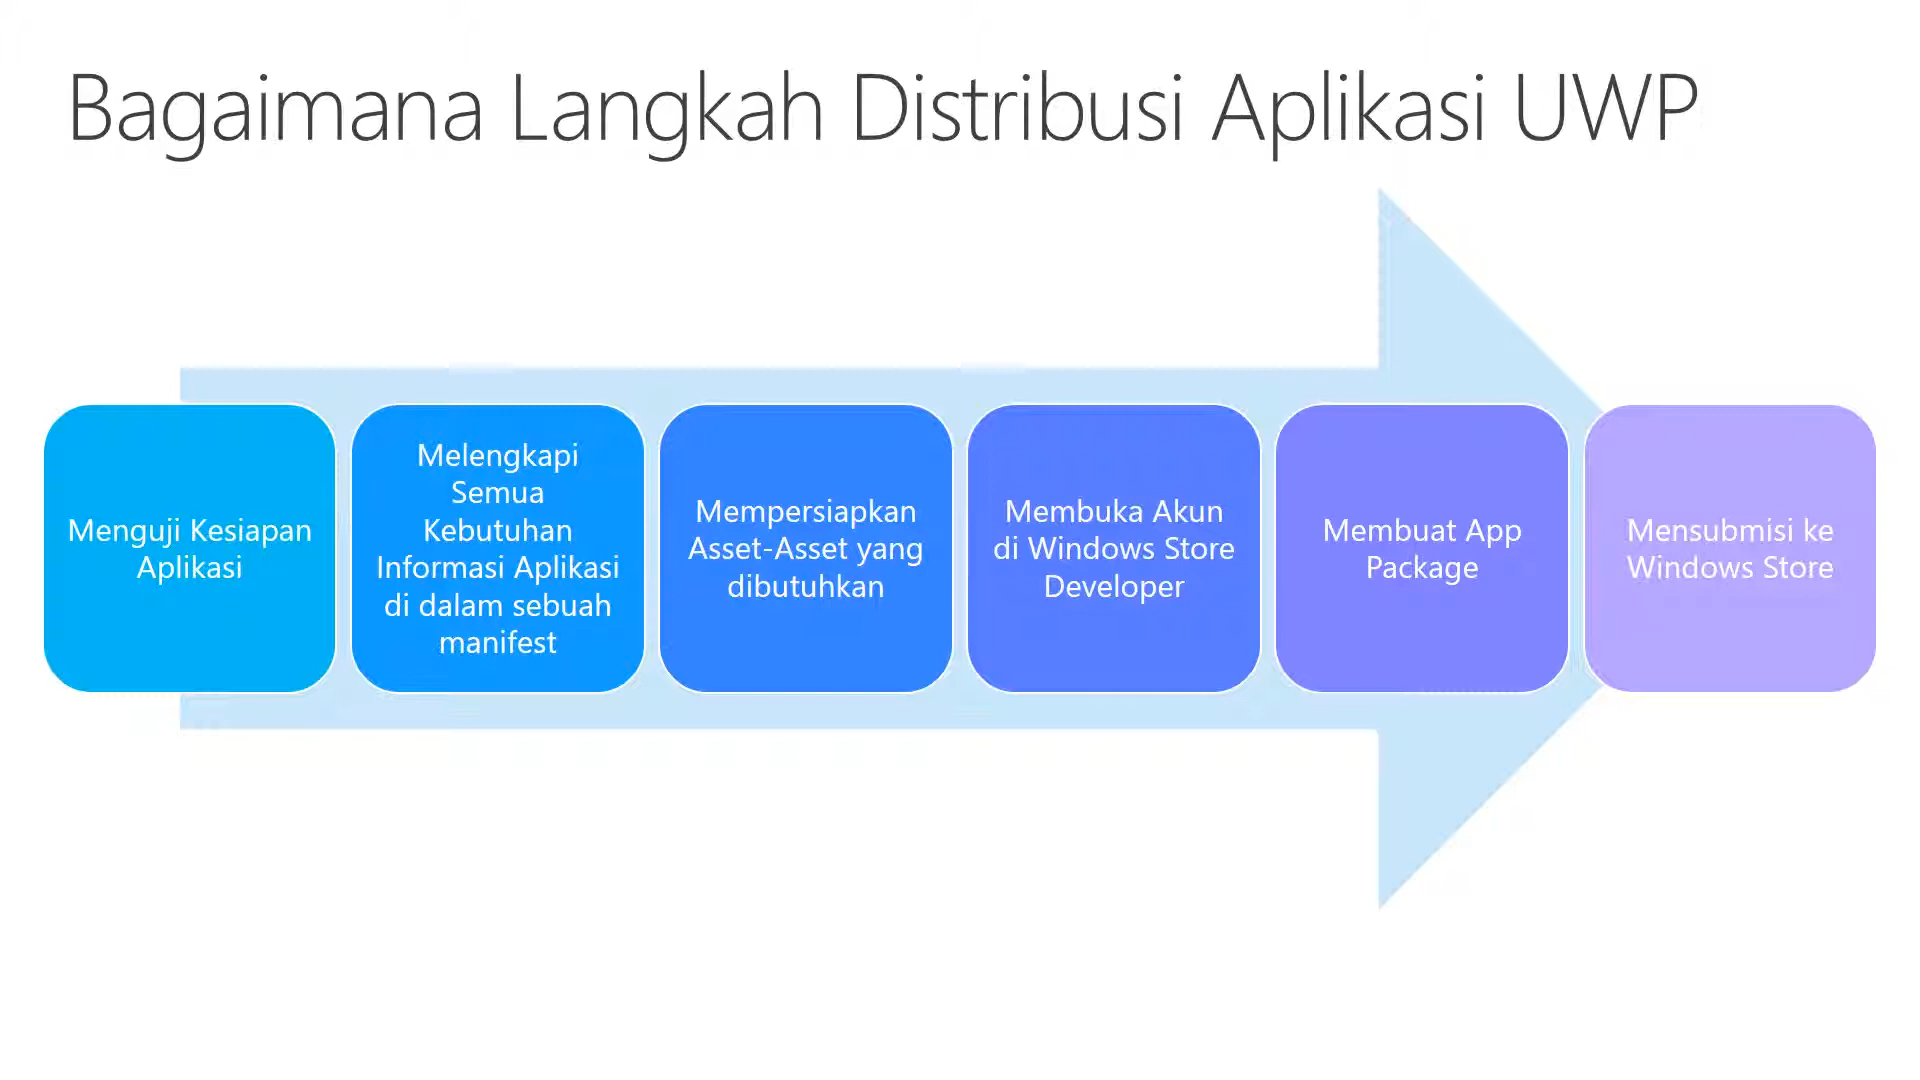 Bagaimana Langkah Distribusi Aplikasi UWP
Menguji Kesiapan
Aplikasi
Melengkapi
Semua
Kebutuhan
Informasi Aplikasi
di dalam sebuah
manifest
Mempersiapkan
Asset-Asset yang
dibutuhkan
Membuka Akun
di Windows Store
Developer
Membuat App
Package
Mensubmisi ke
Windows Store